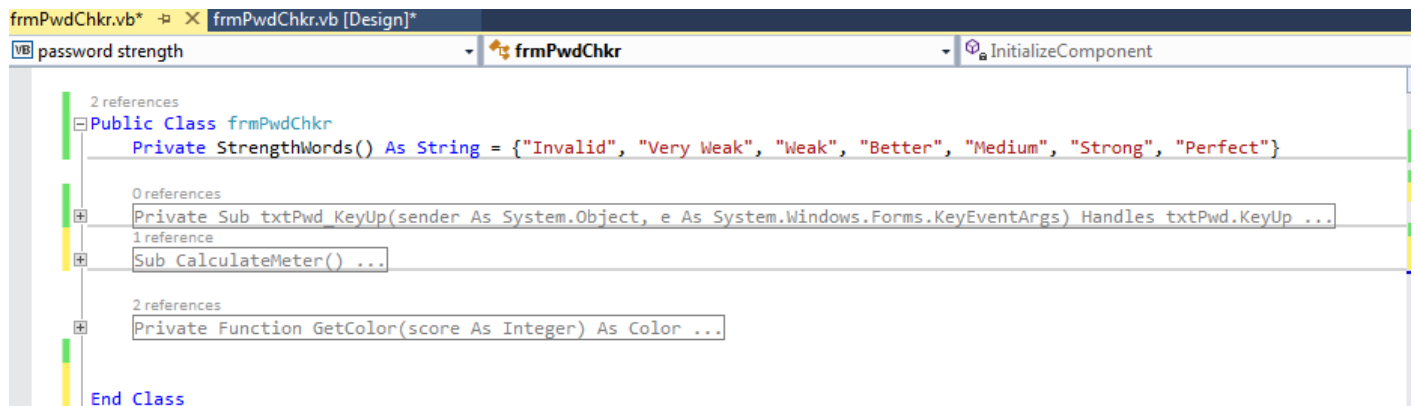 frmPwdChkr.vb* frmPwdChkr.vb [Design]*
VB password strength frmPwdChkr InitializeComponent
2 references
Public Class frmPwdChkr
Private StrengthWords() As String = {"Invalid", "Very Weak", "Weak", "Better", "Medium", "Strong", "Perfect"}
0 references
Private Sub txtPwd_KeyUp(sender As System.Object, e As System.Windows.Forms.KeyEventArgs) Handles txtPwd.KeyUp ...
1 reference
Sub CalculateMeter() ...
2 references
Private Function GetColor(score As Integer) As Color ...
End Class